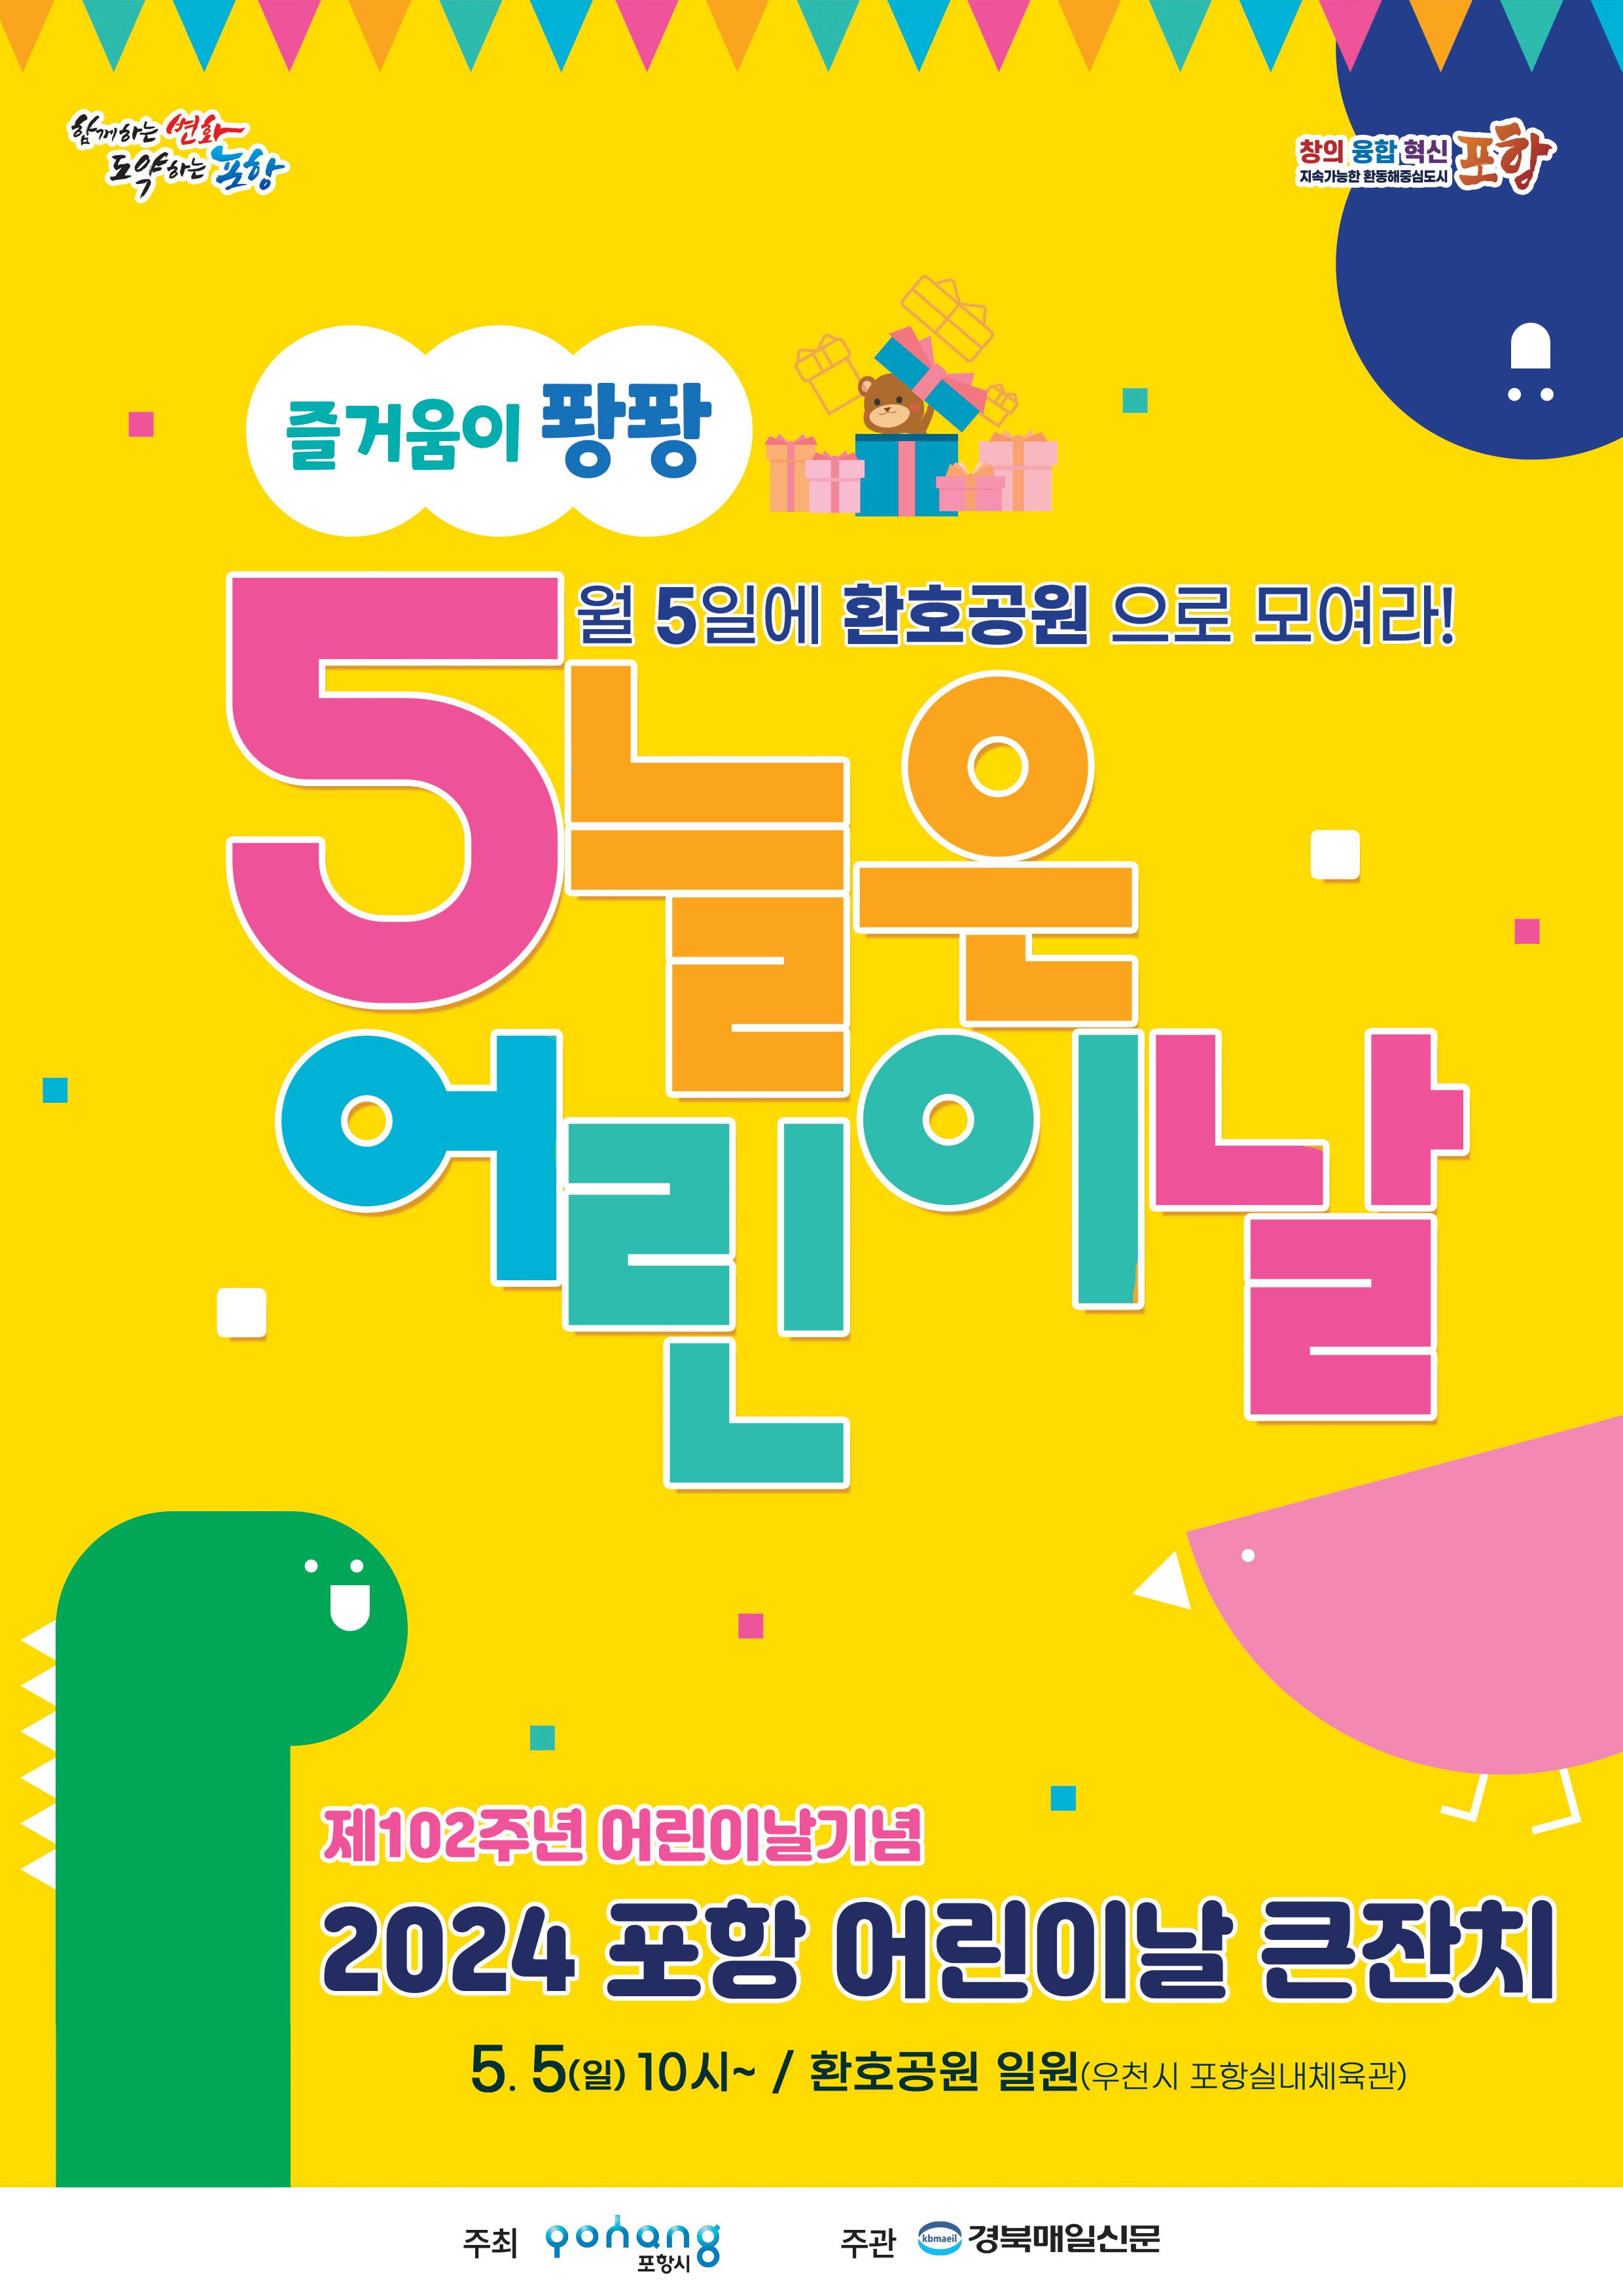 함께하는 변화
도약하는 포항
창의 융합 혁신 포항
지속가능한 환동해중심도시
즐거움이 팡팡
5월 5일에 환호공원 으로 모여라!
5늘은
어린이날
제102주년 어린이날기념
2024 포항 어린이날 큰잔치
5. 5(일) 10시~ / 환호공원 일원(우천시 포항실내체육관)
주최 pohang 포항시 주관 kbmaeil 경북매일신문